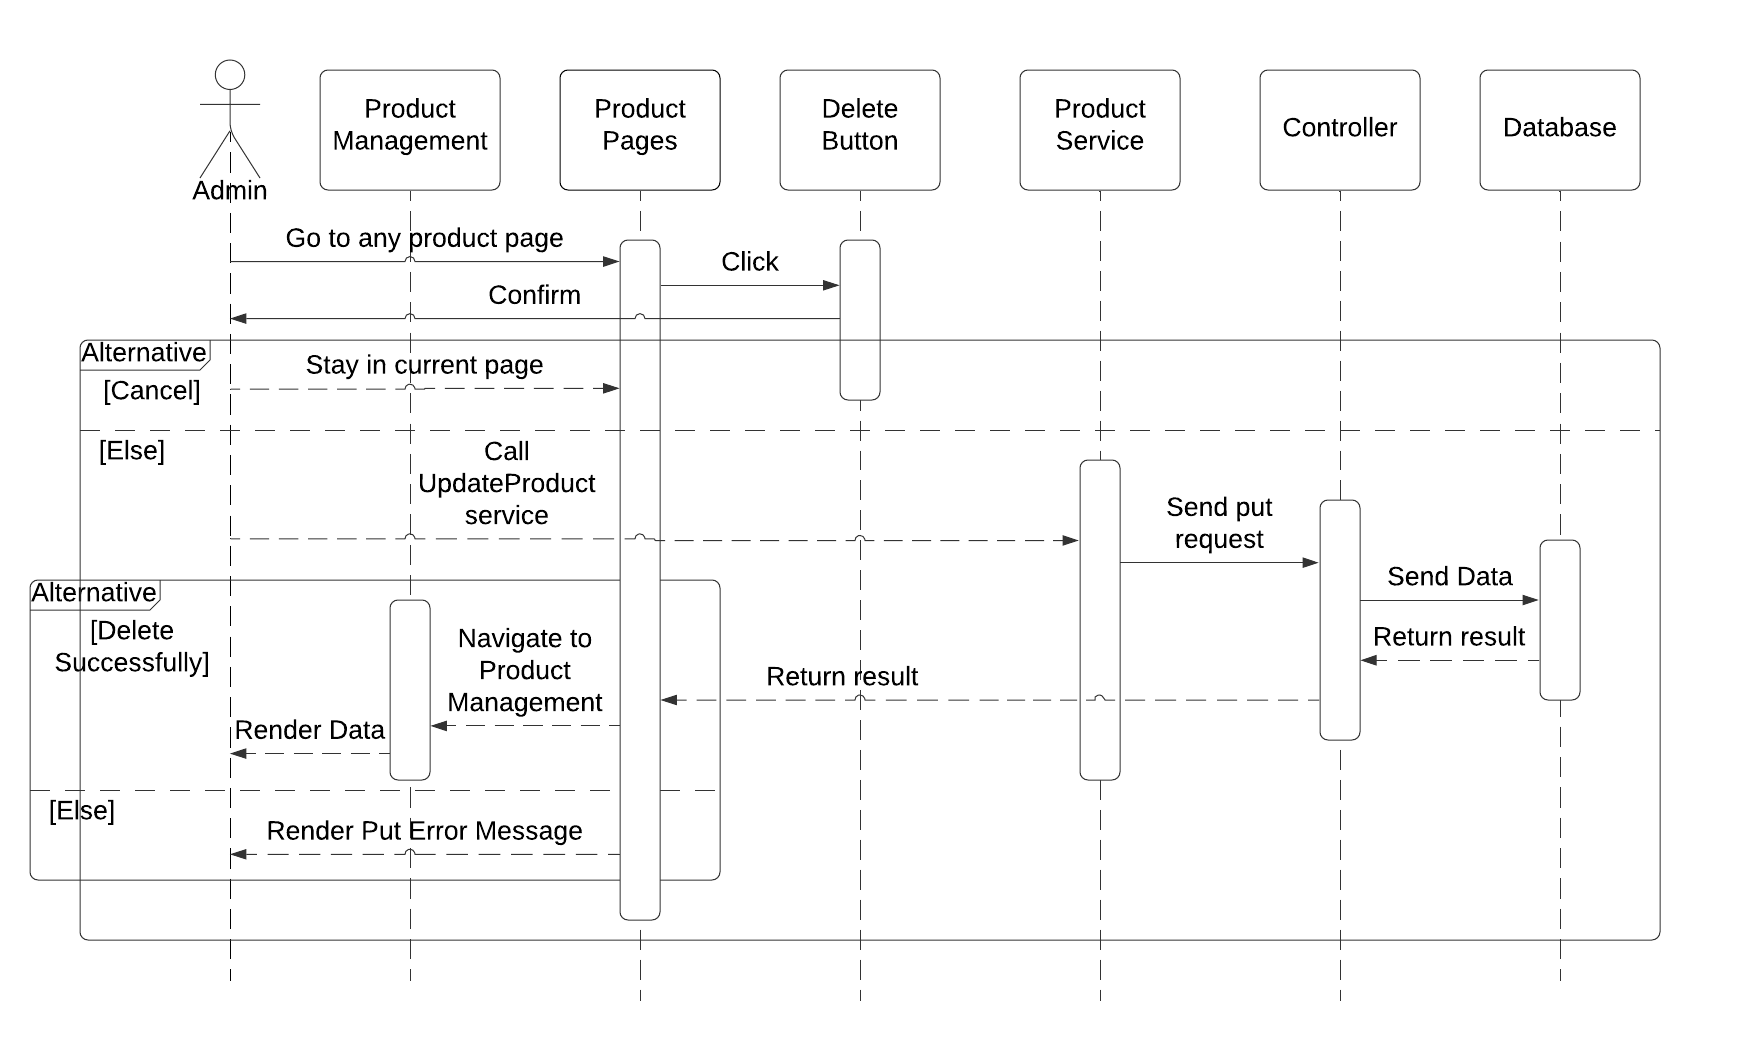 Product
Management
Product
Pages
Delete
Button
Product
Service
Controller
Database
Admin
Go to any product page
Click
Confirm
Alternative
Stay in current page
[Cancel]
[Else]
Call
UpdateProduct
service
Send put
request
Send Data
Alternative
[Delete
Successfully]
Navigate to
Product
Management
Return result
Return result
Render Data
[Else]
Render Put Error Message